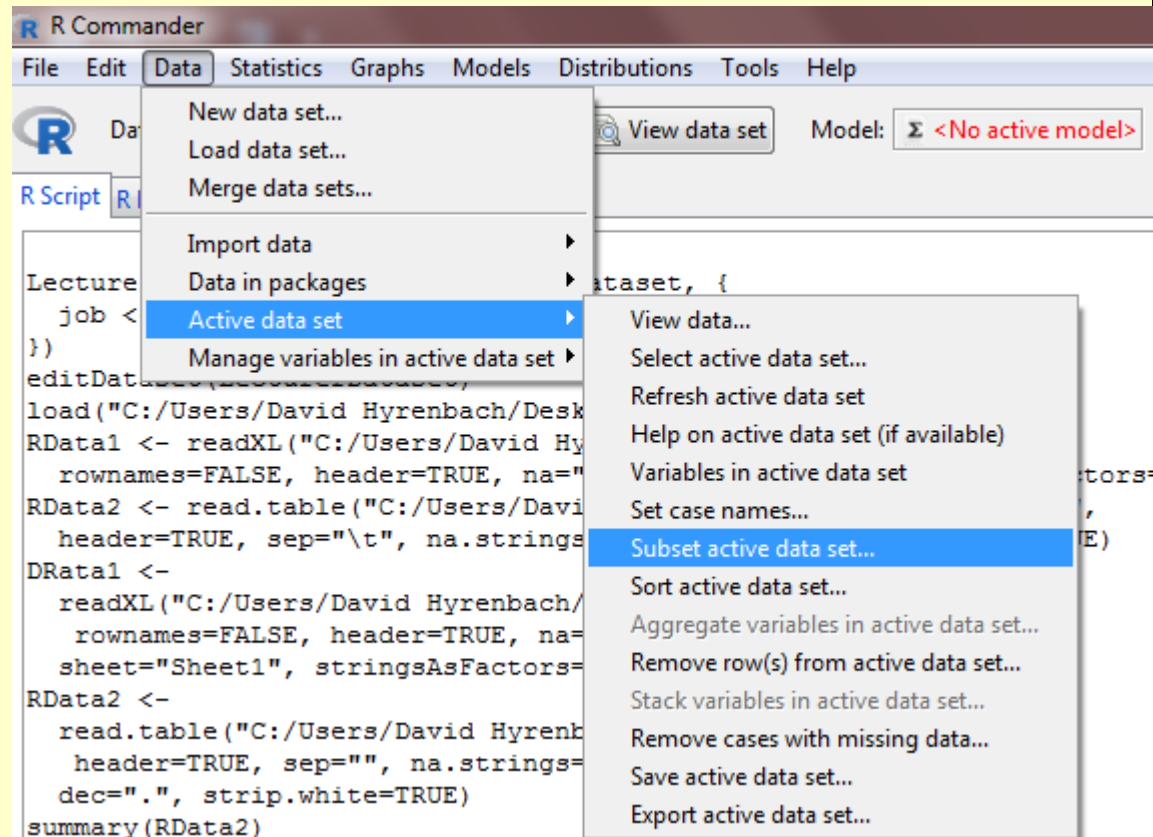 R R Commander
File Edit Data Statistics Graphs Models Distributions Tools Help
R Da View data set Model: Σ <No active model>
R Script R
New data set...
Load data set...
Merge data sets...
Import data
Data in packages
Active data set
Manage variables in active data set
View data...
Select active data set...
Refresh active data set
Help on active data set (if available)
Variables in active data set
Set case names...
Subset active data set...
Sort active data set...
Aggregate variables in active data set...
Remove row(s) from active data set...
Stack variables in active data set...
Remove cases with missing data...
Save active data set...
Export active data set...
Lecture ataset, {
job <
})
load("C:/Users/David Hyrenbach/Desk
RData1 <- readXL("C:/Users/David Hy
rownames=FALSE, header=TRUE, na=" ctors=
RData2 <- read.table("C:/Users/Davi ,
header=TRUE, sep="\t", na.strings E)
DRata1 <-
readXL("C:/Users/David Hyrenbach/
rownames=FALSE, header=TRUE, na=
sheet="Sheet1", stringsAsFactors=
RData2 <-
read.table("C:/Users/David Hyrenb
header=TRUE, sep="", na.strings=
dec=".", strip.white=TRUE)
summary(RData2)